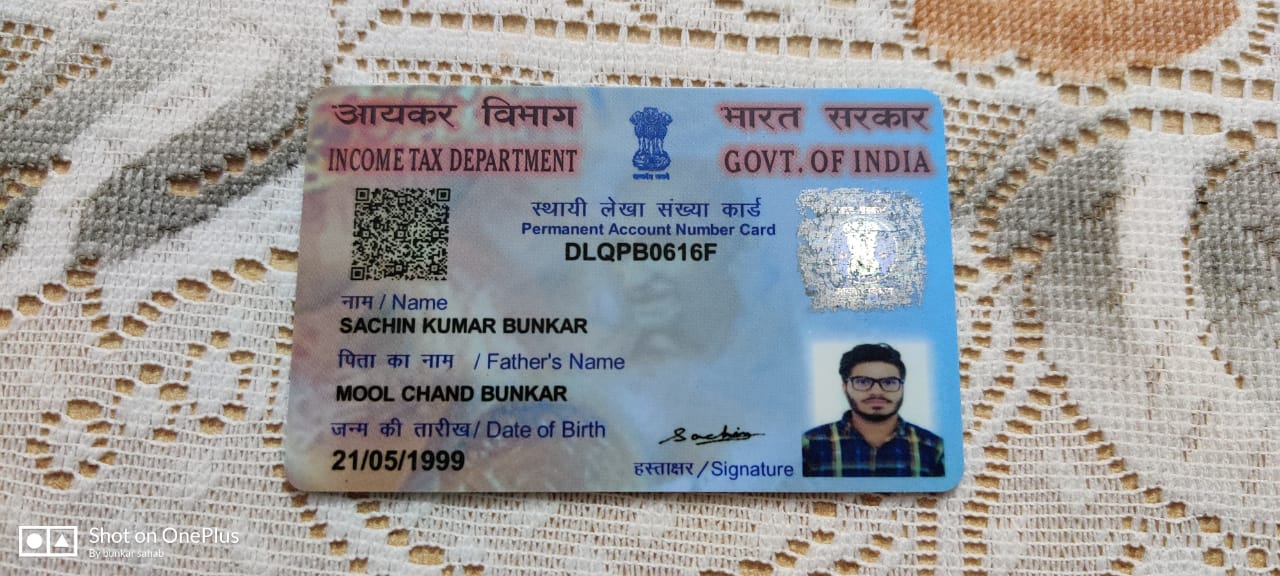 आयकर विभाग
INCOME TAX DEPARTMENT
भारत सरकार
GOVT. OF INDIA
स्थायी लेखा संख्या कार्ड
Permanent Account Number Card
DLQPB0616F
नाम / Name
SACHIN KUMAR BUNKAR
पिता का नाम / Father's Name
MOOL CHAND BUNKAR
जन्म की तारीख / Date of Birth
21/05/1999
Sachin
हस्ताक्षर / Signature
Shot on OnePlus
By bunkar sahab